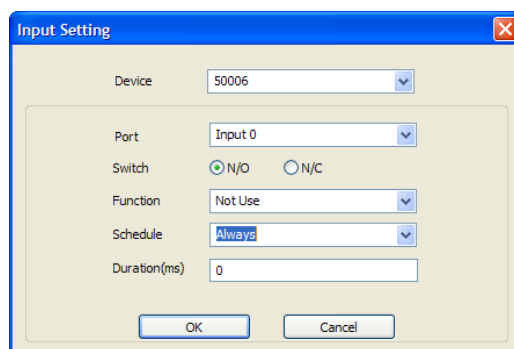 Input Setting
Device 50006
Port Input 0
Switch N/O N/C
Function Not Use
Schedule Always
Duration(ms) 0
OK Cancel